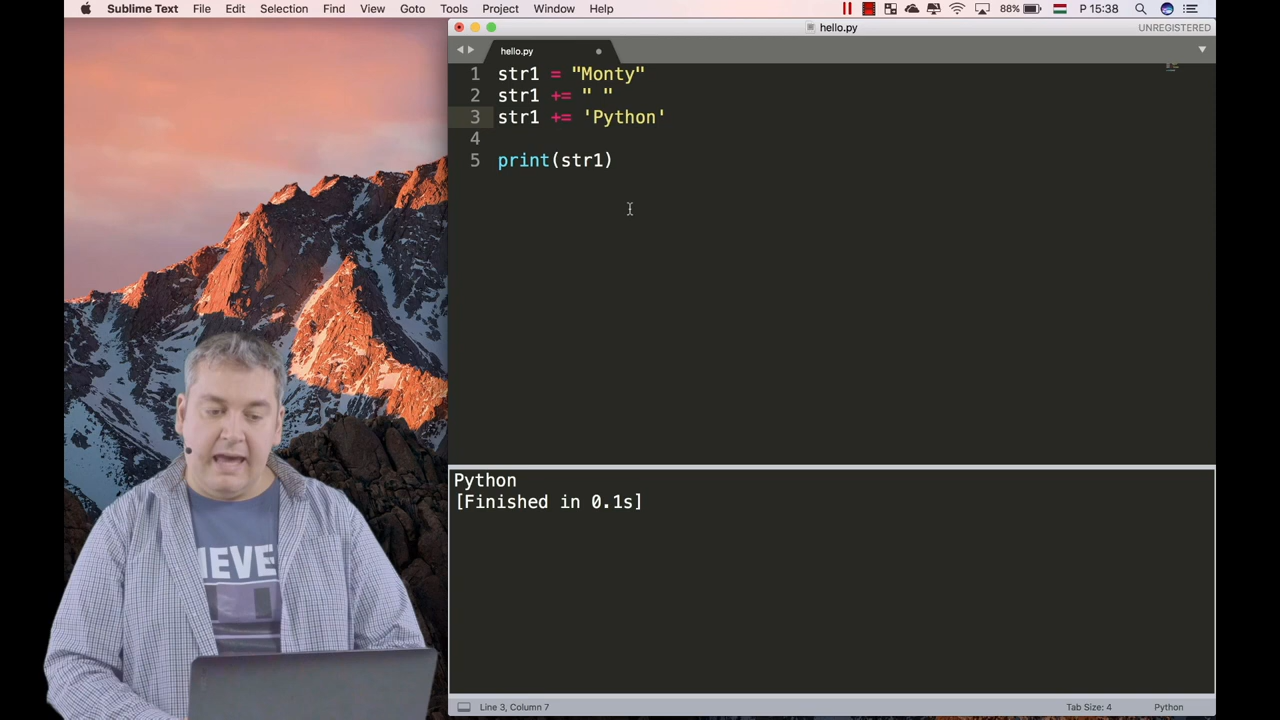 Sublime Text File Edit Selection Find View Goto Tools Project Window Help 88% P 15:38
hello.py UNREGISTERED
hello.py
1 str1 = "Monty"
2 str1 += " "
3 str1 += 'Python'
4
5 print(str1)
Python
[Finished in 0.1s]
IEVE
Line 3, Column 7 Tab Size: 4 Python